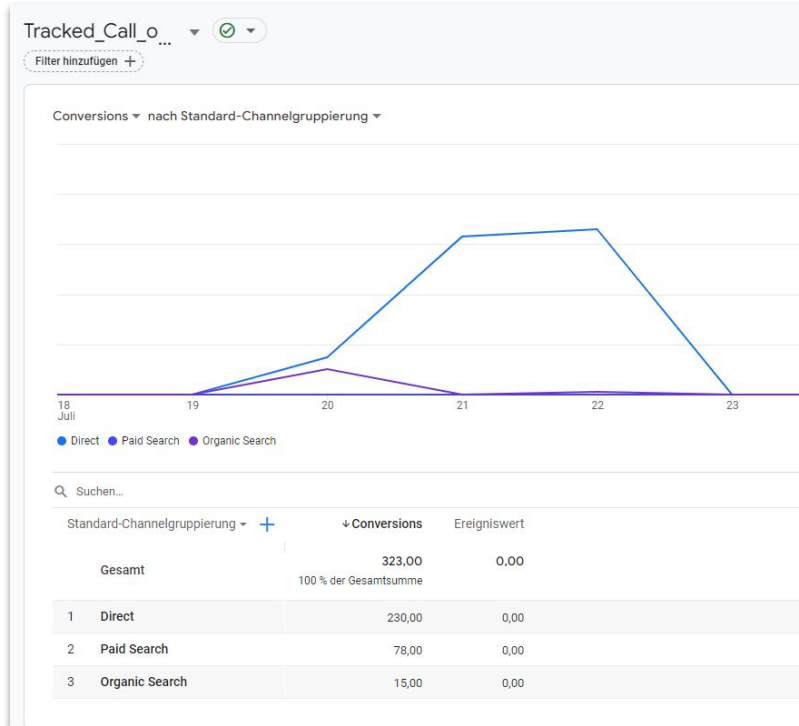 Tracked_Call_o...
Filter hinzufügen +
Conversions nach Standard-Channelgruppierung
18 19 20 21 22 23
Juli
Direct Paid Search Organic Search
Suchen...
Standard-Channelgruppierung + ↓Conversions Ereigniswert
Gesamt 323,00 0,00
100 % der Gesamtsumme
1 Direct 230,00 0,00
2 Paid Search 78,00 0,00
3 Organic Search 15,00 0,00